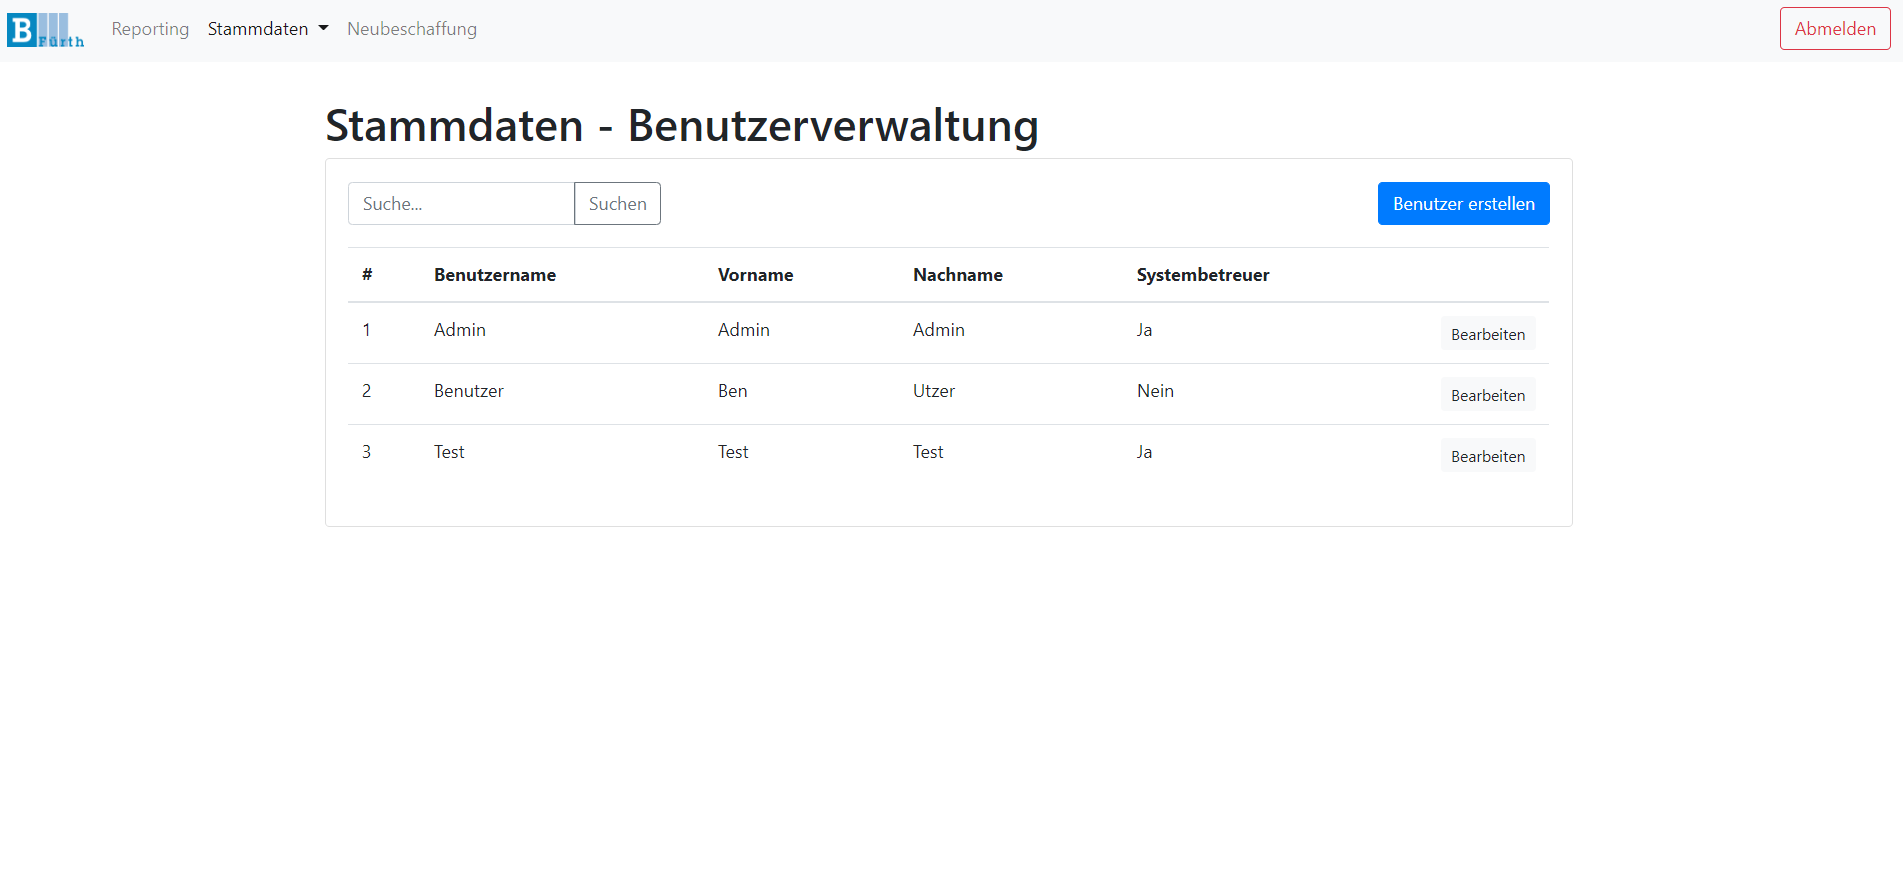 B Fürth Reporting Stammdaten Neubeschaffung Abmelden
Stammdaten - Benutzerverwaltung
Suche... Suchen Benutzer erstellen
# Benutzername Vorname Nachname Systembetreuer
1 Admin Admin Admin Ja Bearbeiten
2 Benutzer Ben Utzer Nein Bearbeiten
3 Test Test Test Ja Bearbeiten